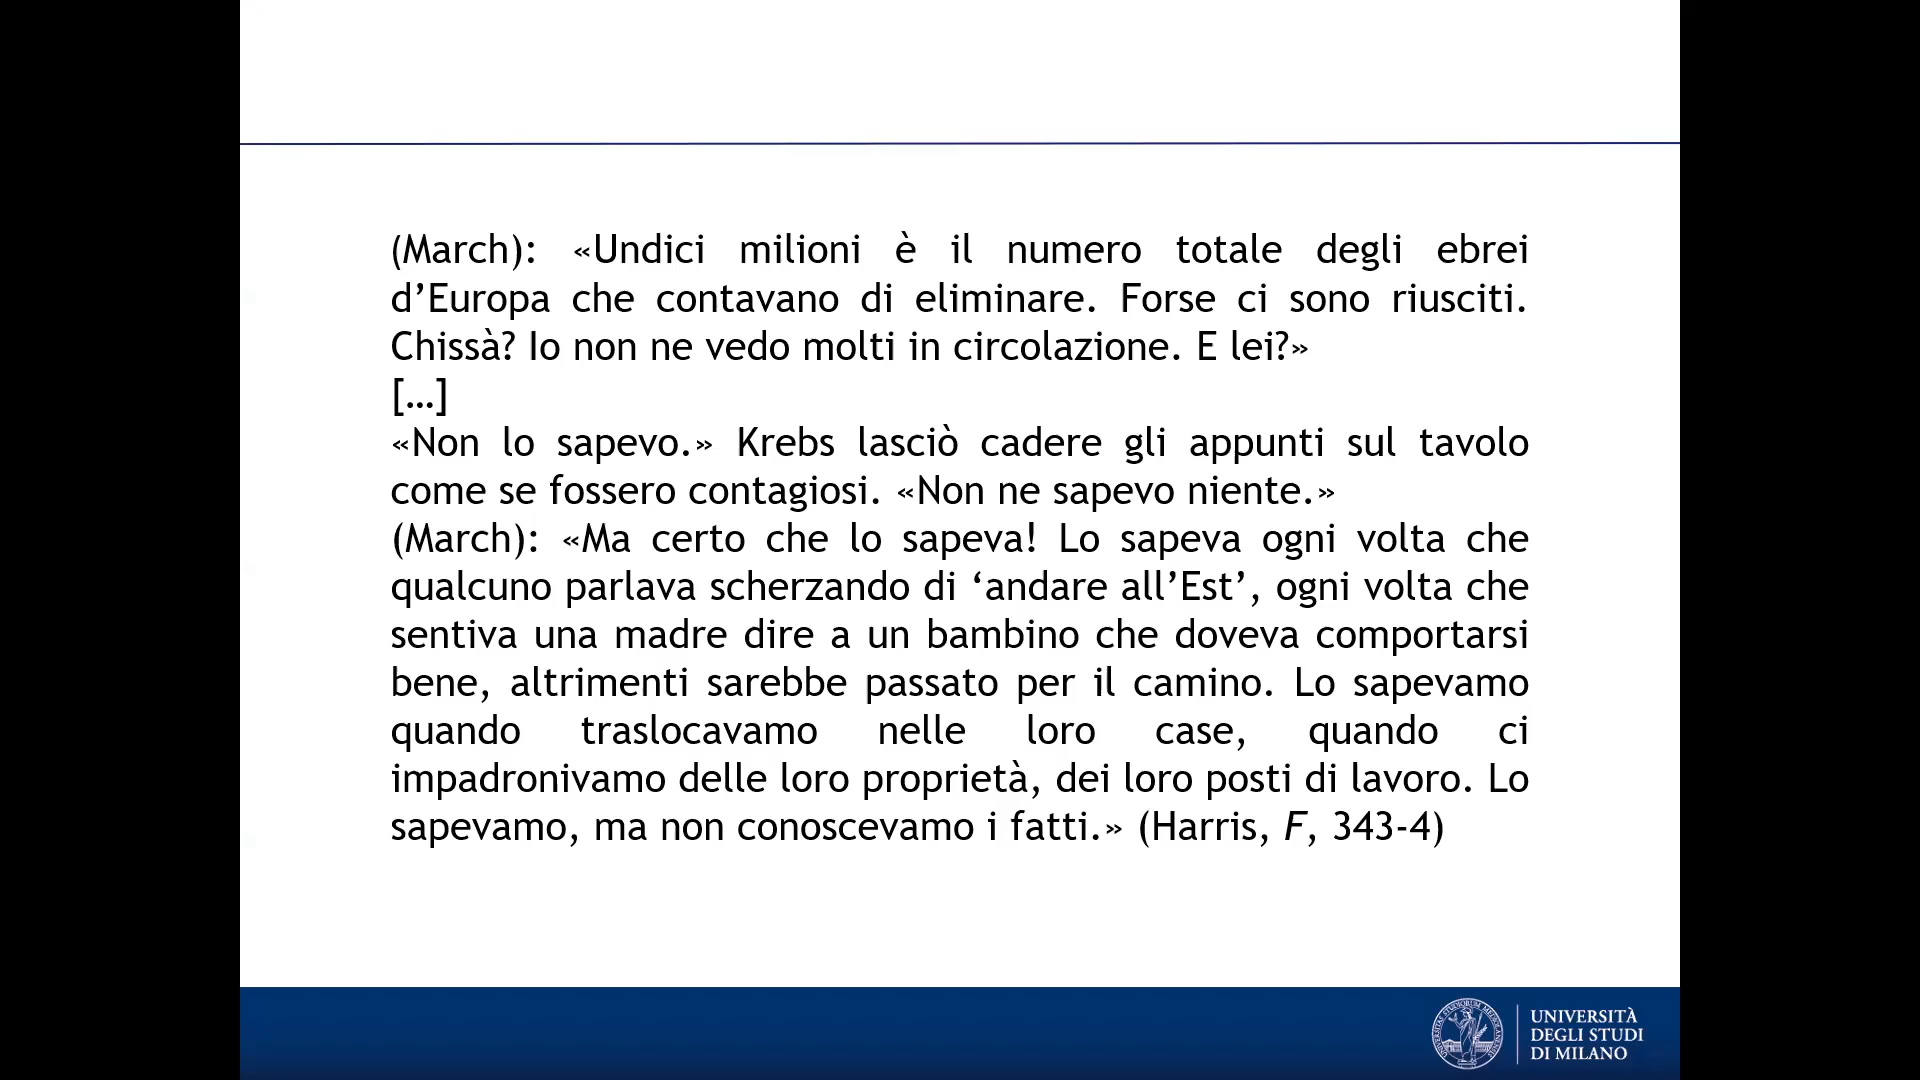 (March): «Undici milioni è il numero totale degli ebrei
d’Europa che contavano di eliminare. Forse ci sono riusciti.
Chissà? Io non ne vedo molti in circolazione. E lei?»
[…]
«Non lo sapevo.» Krebs lasciò cadere gli appunti sul tavolo
come se fossero contagiosi. «Non ne sapevo niente.»
(March): «Ma certo che lo sapeva! Lo sapeva ogni volta che
qualcuno parlava scherzando di ‘andare all’Est’, ogni volta che
sentiva una madre dire a un bambino che doveva comportarsi
bene, altrimenti sarebbe passato per il camino. Lo sapevamo
quando traslocavamo nelle loro case, quando ci
impadronivamo delle loro proprietà, dei loro posti di lavoro. Lo
sapevamo, ma non conoscevamo i fatti.» (Harris, F, 343-4)
UNIVERSITÀ
DEGLI STUDI
DI MILANO